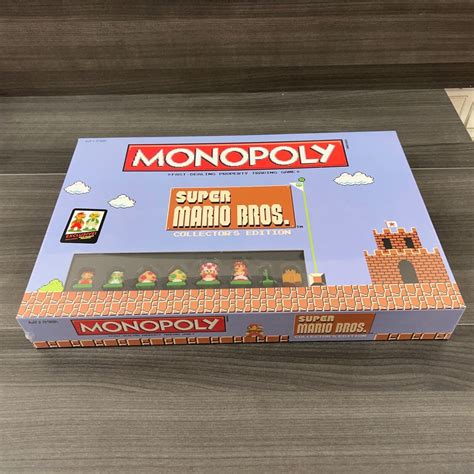 MONOPOLY
FAST-DEALING PROPERTY TRADING GAME
SUPER
MARIO BROS.
COLLECTOR'S EDITION
MONOPOLY
SUPER
MARIO BROS.
COLLECTOR'S EDITION